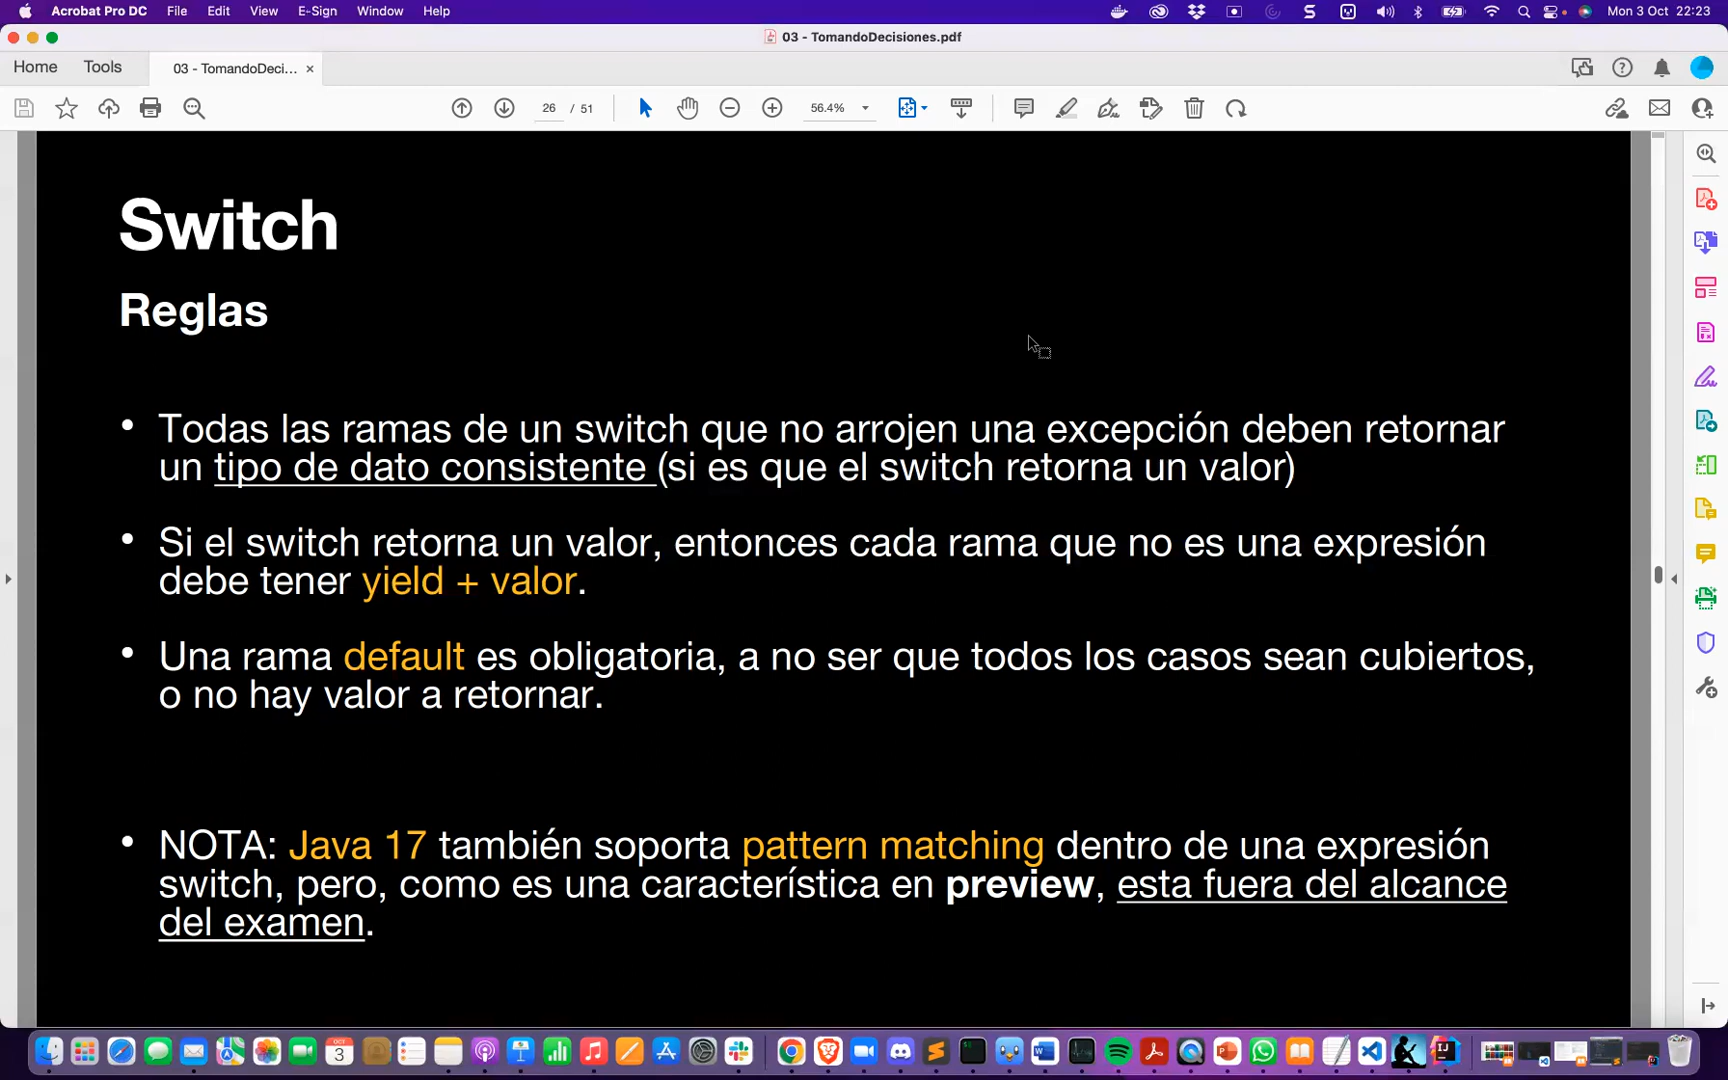 Acrobat Pro DC File Edit View E-Sign Window Help Mon 3 Oct 22:23
03 - TomandoDecisiones.pdf
Home Tools 03 - TomandoDeci... ×
26 / 51 56.4%
Switch
Reglas
• Todas las ramas de un switch que no arrojen una excepción deben retornar
un tipo de dato consistente (si es que el switch retorna un valor)
• Si el switch retorna un valor, entonces cada rama que no es una expresión
debe tener yield + valor.
• Una rama default es obligatoria, a no ser que todos los casos sean cubiertos,
o no hay valor a retornar.
• NOTA: Java 17 también soporta pattern matching dentro de una expresión
switch, pero, como es una característica en preview, esta fuera del alcance
del examen.
OCT
3